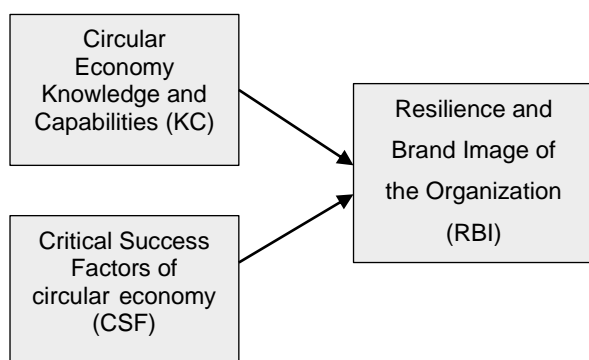 Circular
Economy
Knowledge and
Capabilities (KC)
Critical Success
Factors of
circular economy
(CSF)
Resilience and
Brand Image of
the Organization
(RBI)